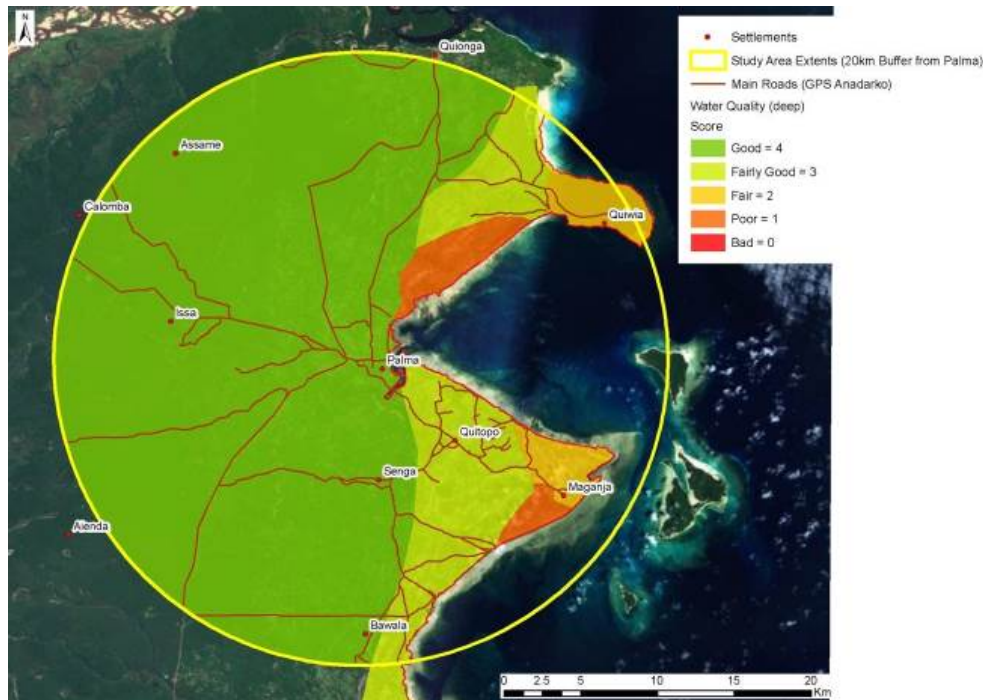 N
Quionga
Assame
Calomba
Quiwia
Issa
Palma
Quitopo
Senga
Maganja
Aienda
Bawala
Settlements
Study Area Extents (20km Buffer from Palma)
Main Roads (GPS Anadarko)
Water Quality (deep)
Score
Good = 4
Fairly Good = 3
Fair = 2
Poor = 1
Bad = 0
0 2.5 5 10 15 20
Km